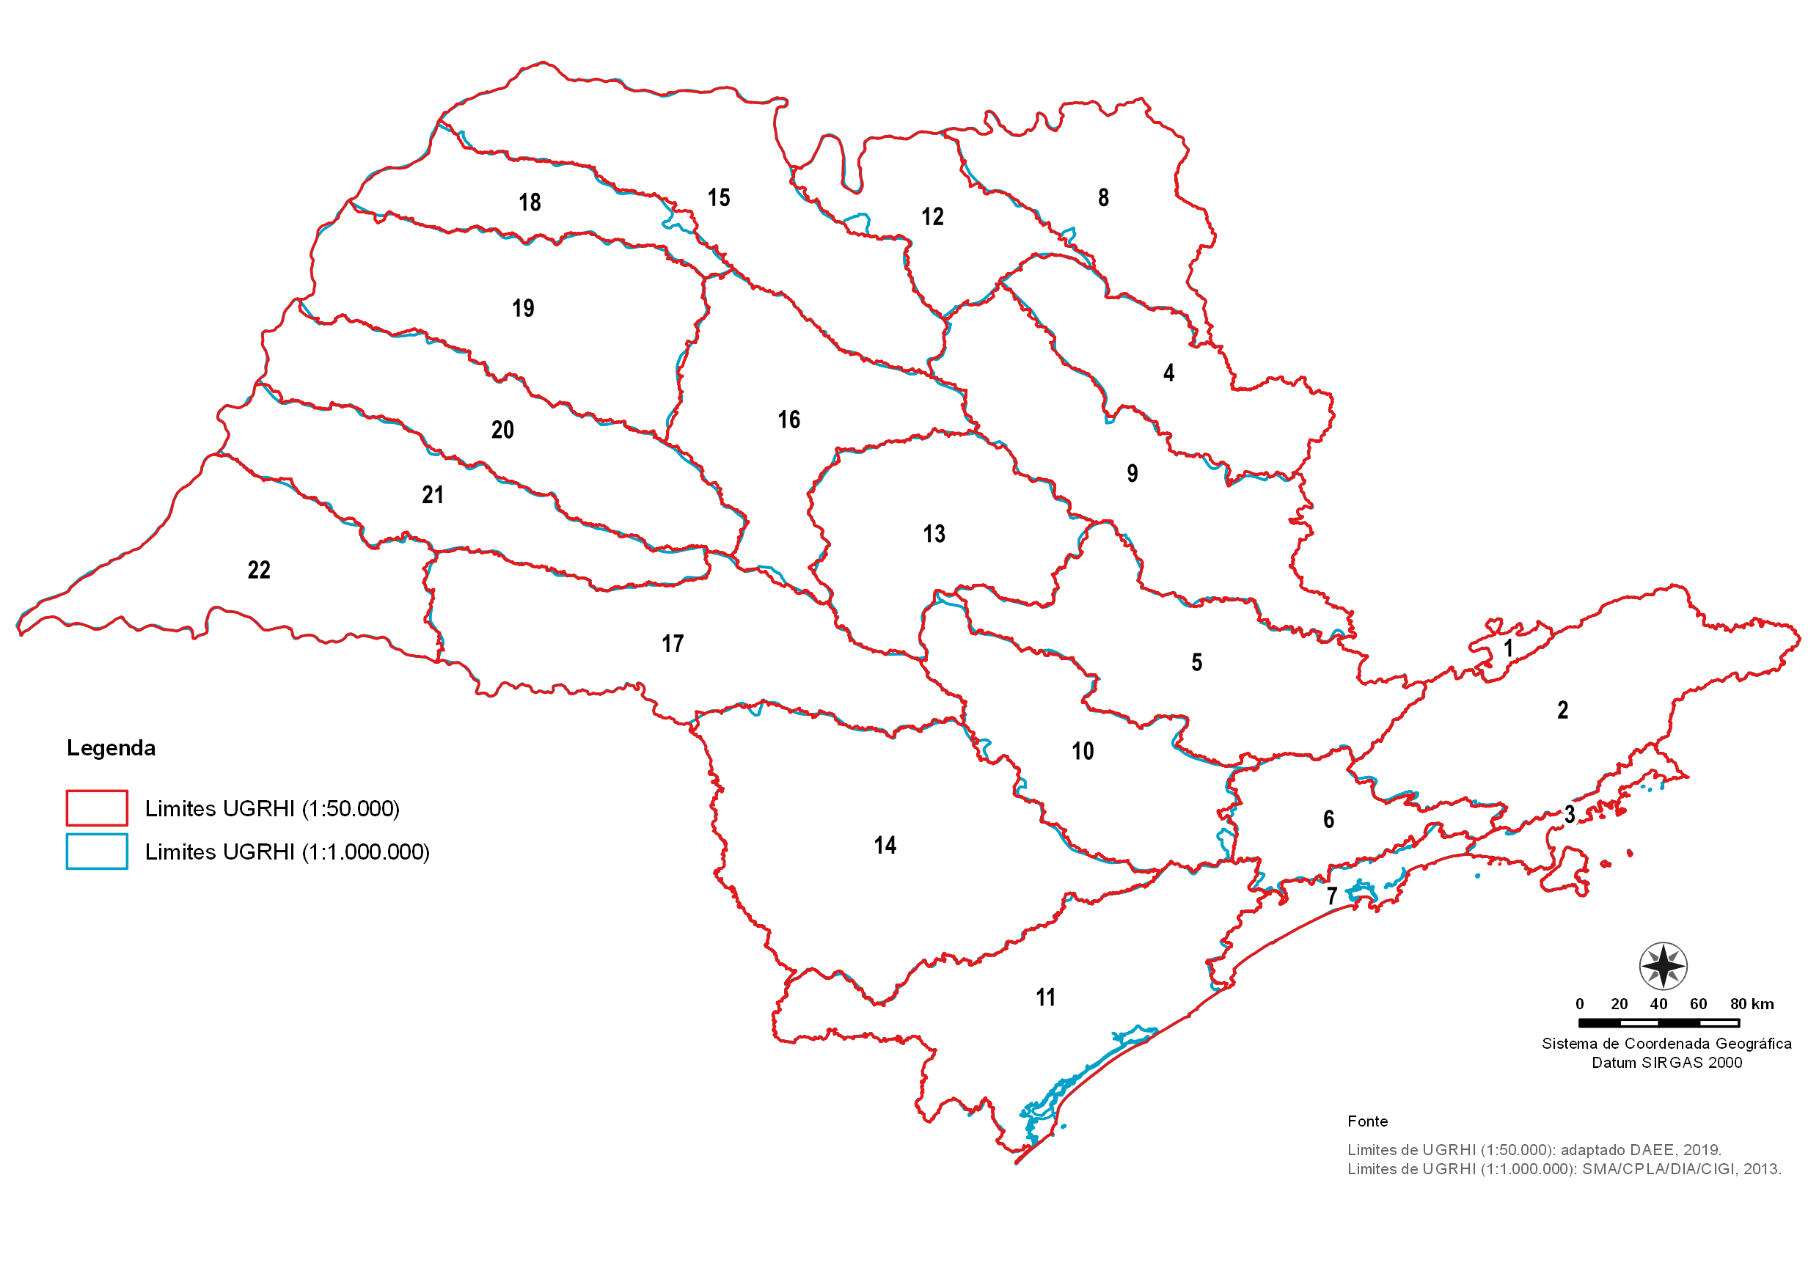 15
18
12
8
19
4
16
20
9
21
13
22
17
1
5
2
10
3
6
14
7
11
Legenda
Limites UGRHI (1:50.000)
Limites UGRHI (1:1.000.000)
0 20 40 60 80 km
Sistema de Coordenada Geográfica
Datum SIRGAS 2000
Fonte
Limites de UGRHI (1:50.000): adaptado DAEE, 2019.
Limites de UGRHI (1:1.000.000): SMA/CPLA/DIA/CIGI, 2013.